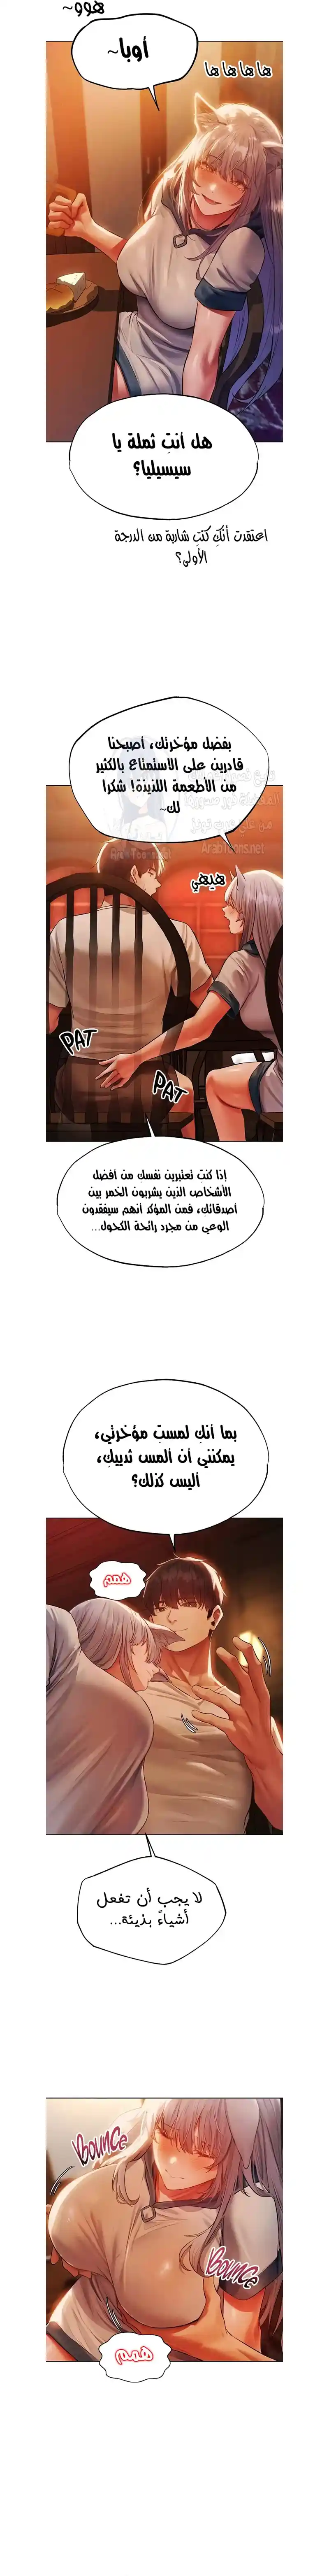 هوو~
أوبا~
ها ها ها ها
هل أنتِ ثملة يا
سيسيليا؟
اعتقدت أنكِ كنتِ شاربة من الدرجة
الأولى؟
بفضل مؤخرتك، أصبحنا
قادرين على الاستمتاع بالكثير
من الأطعمة اللذيذة! شكرا
لك~
ArabToons.net
هيهي
PAT
PAT
إذا كنتِ تعتبرين نفسكِ من أفضل
الأشخاص الذين يشربون الخمر بين
أصدقائكِ، فمن المؤكد أنهم سيفقدون
الوعي من مجرد رائحة الكحول...
بما أنكِ لمستِ مؤخرتي،
يمكنني أن ألمس ثدييكِ،
أليس كذلك؟
همم
لا يجب أن تفعل
أشياءً بذيئة...
BOUNCE
BOUNCE
همم